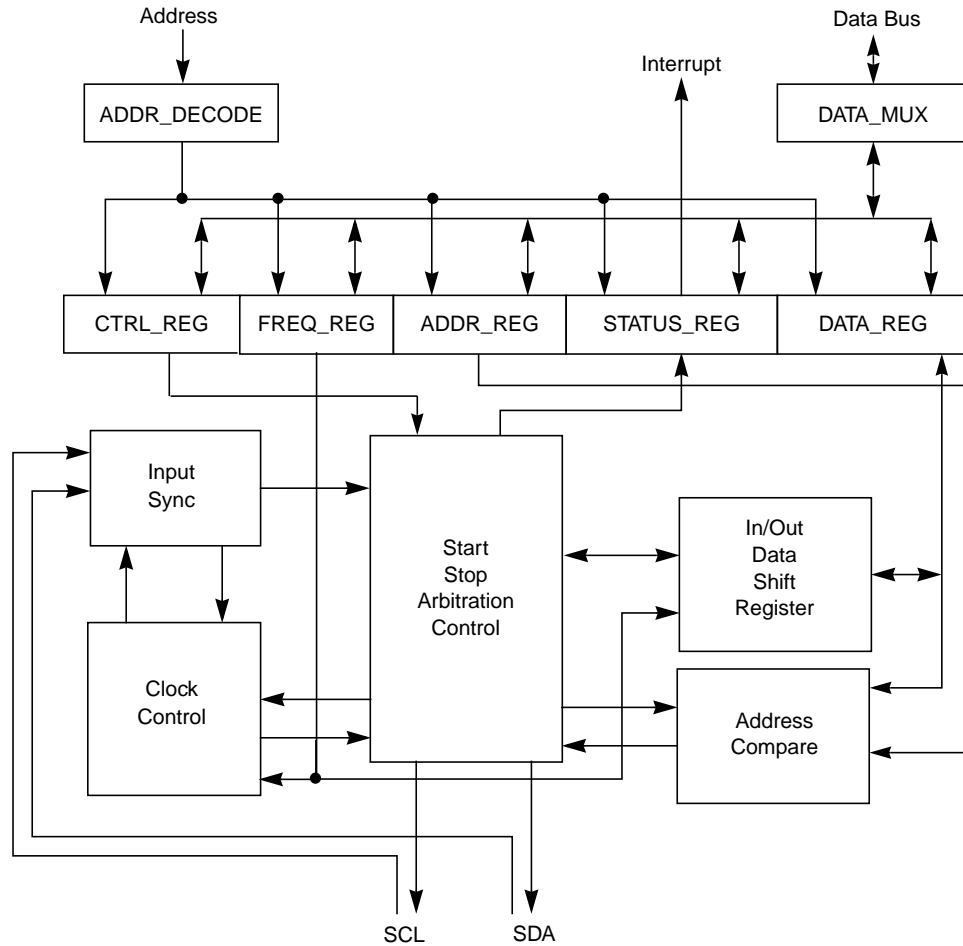 Address
Data Bus
Interrupt
ADDR_DECODE
DATA_MUX
CTRL_REG
FREQ_REG
ADDR_REG
STATUS_REG
DATA_REG
Input
Sync
Start
Stop
Arbitration
Control
In/Out
Data
Shift
Register
Clock
Control
Address
Compare
SCL
SDA